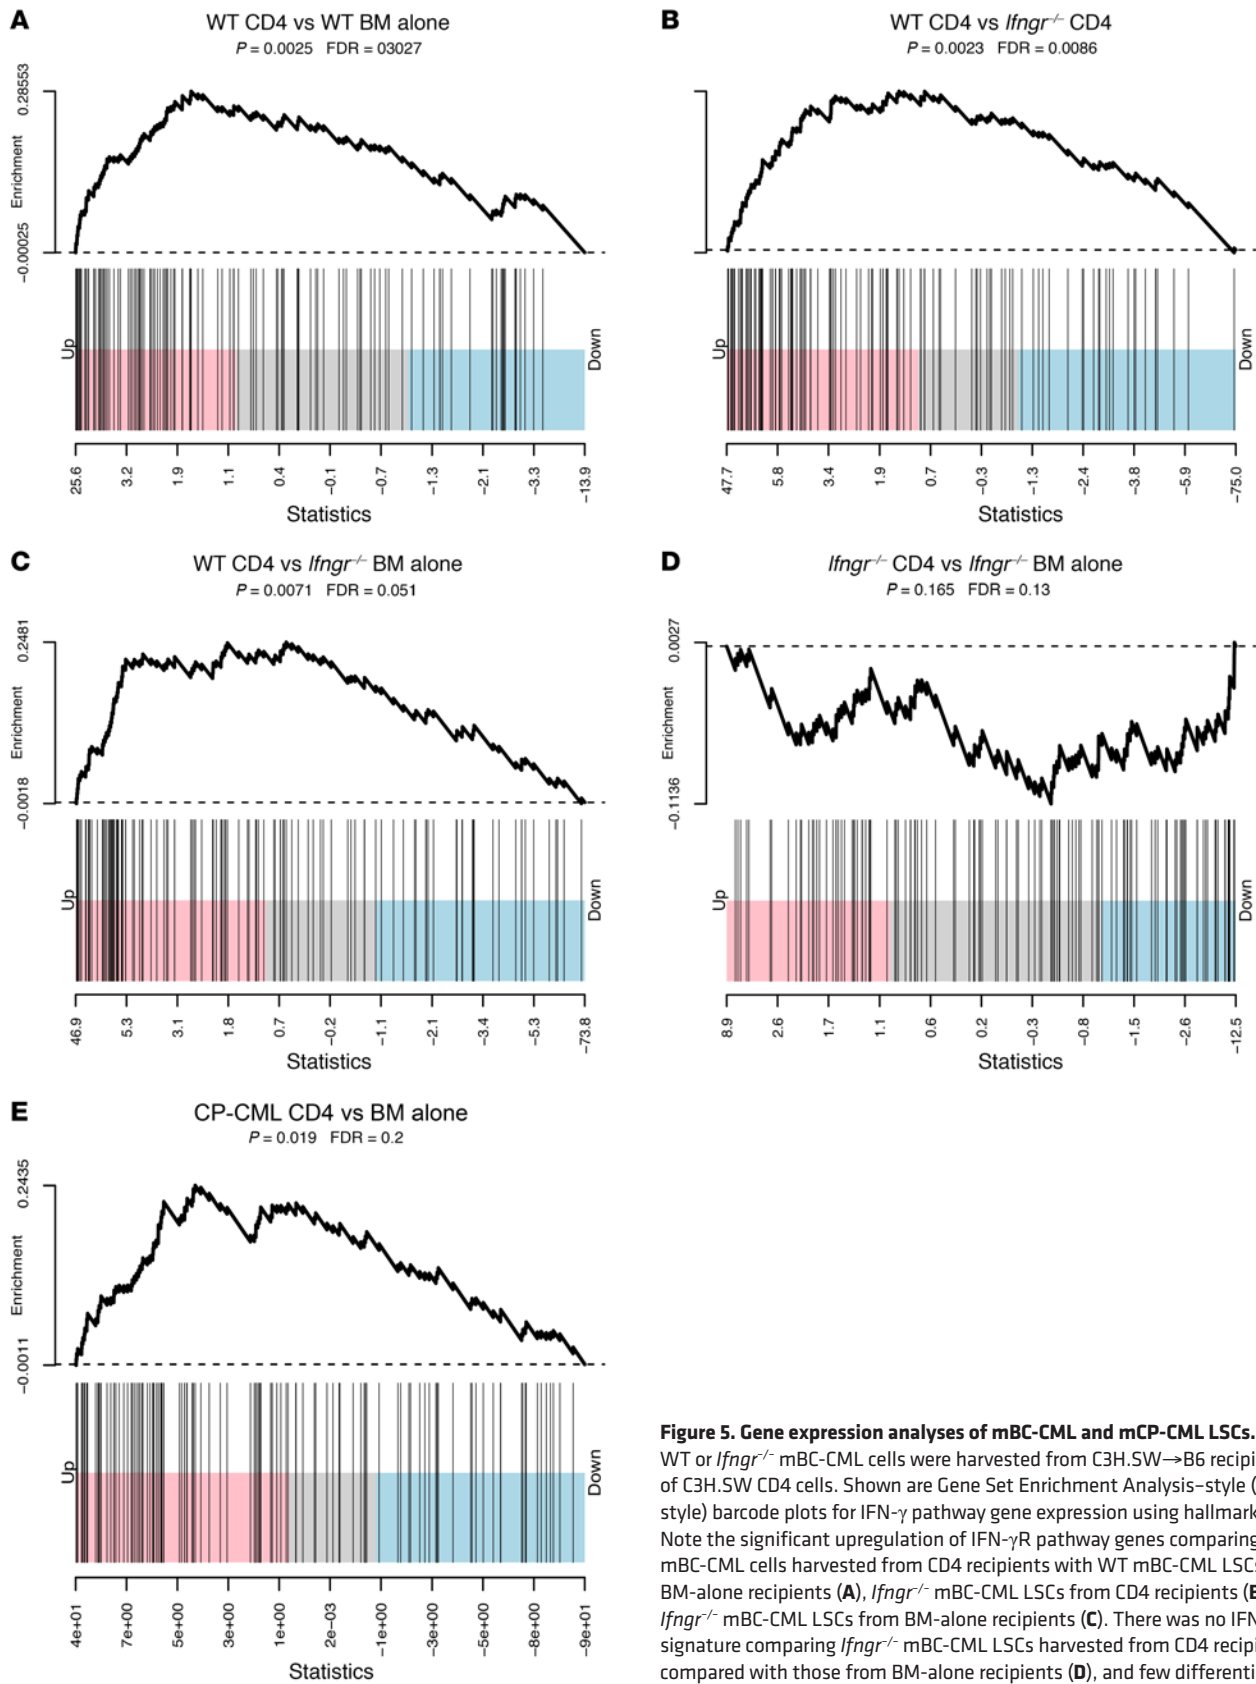 A
WT CD4 vs WT BM alone
P = 0.0025 FDR = 03027
0.28553
Enrichment
-0.00025
Up
Down
25.6 3.2 1.9 1.1 0.4 -0.1 -0.7 -1.3 -2.1 -3.3 -13.9
Statistics
B
WT CD4 vs Ifngr-/- CD4
P = 0.0023 FDR = 0.0086
Up
Down
47.7 5.8 3.4 1.9 0.7 -0.3 -1.3 -2.4 -3.8 -5.9 -75.0
Statistics
C
WT CD4 vs Ifngr-/- BM alone
P = 0.0071 FDR = 0.051
0.2481
Enrichment
-0.0018
Up
Down
46.9 5.3 3.1 1.8 0.7 -0.2 -1.1 -2.1 -3.4 -5.3 -73.8
Statistics
D
Ifngr-/- CD4 vs Ifngr-/- BM alone
P = 0.165 FDR = 0.13
0.0027
Enrichment
-0.1136
Up
Down
8.9 2.6 1.7 1.1 0.6 0.2 -0.3 -0.8 -1.5 -2.6 -12.5
Statistics
E
CP-CML CD4 vs BM alone
P = 0.019 FDR = 0.2
0.2435
Enrichment
-0.0011
Up
Down
4e+01 7e+00 5e+00 3e+00 1e+00 2e-03 -1e+00 -3e+00 -5e+00 -8e+00 -9e+01
Statistics
Figure 5. Gene expression analyses of mBC-CML and mCP-CML LSCs.
WT or Ifngr-/- mBC-CML cells were harvested from C3H.SW→B6 recipi
of C3H.SW CD4 cells. Shown are Gene Set Enrichment Analysis–style (
style) barcode plots for IFN-γ pathway gene expression using hallmark
Note the significant upregulation of IFN-γR pathway genes comparing
mBC-CML cells harvested from CD4 recipients with WT mBC-CML LSCs
BM-alone recipients (A), Ifngr-/- mBC-CML LSCs from CD4 recipients (B
Ifngr-/- mBC-CML LSCs from BM-alone recipients (C). There was no IFN
signature comparing Ifngr-/- mBC-CML LSCs harvested from CD4 recipi
compared with those from BM-alone recipients (D), and few differenti